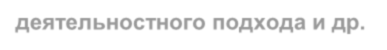 деятельностного подхода и др.